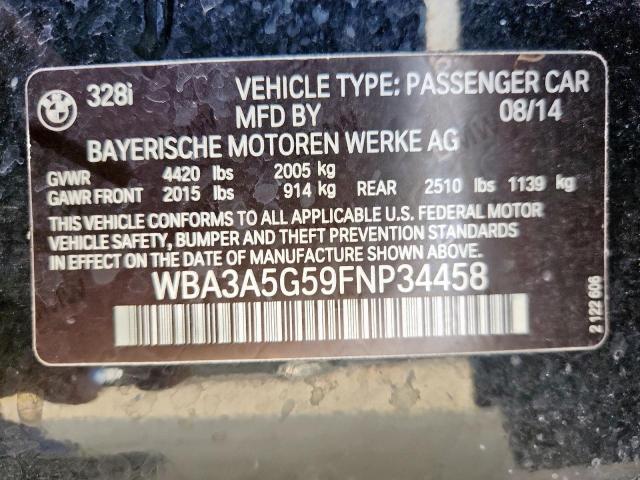 BMW
328i VEHICLE TYPE: PASSENGER CAR
MFD BY 08/14
BAYERISCHE MOTOREN WERKE AG
GVWR 4420 lbs 2005 kg
GAWR FRONT 2015 lbs 914 kg REAR 2510 lbs 1139 kg
THIS VEHICLE CONFORMS TO ALL APPLICABLE U.S. FEDERAL MOTOR
VEHICLE SAFETY, BUMPER AND THEFT PREVENTION STANDARDS
IN EFFECT ON THE DATE OF MANUFACTURE SHOWN ABOVE.
WBA3A5G59FNP34458
2 122 606